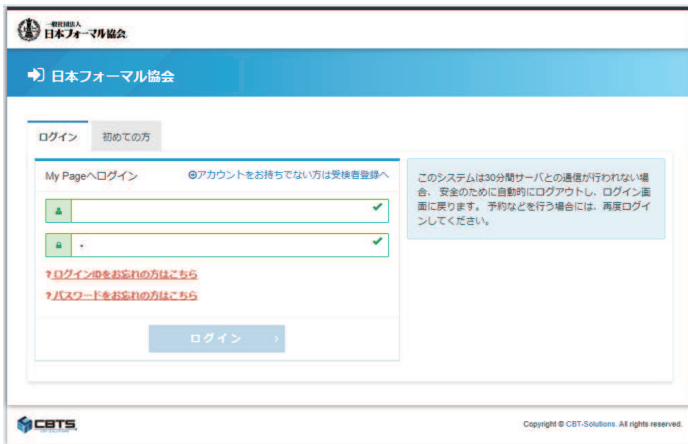 一般社団法人
日本フォーマル協会
日本フォーマル協会
ログイン 初めての方
My Pageへログイン
アカウントをお持ちでない方は受検者登録へ
?ログインIDをお忘れの方はこちら
?パスワードをお忘れの方はこちら
ログイン
このシステムは30分間サーバとの通信が行われない場
合、安全のために自動的にログアウトし、ログイン画
面に戻ります。 予約などを行う場合には、再度ログイ
ンしてください。
CBTS
Copyright © CBT-Solutions. All rights reserved.